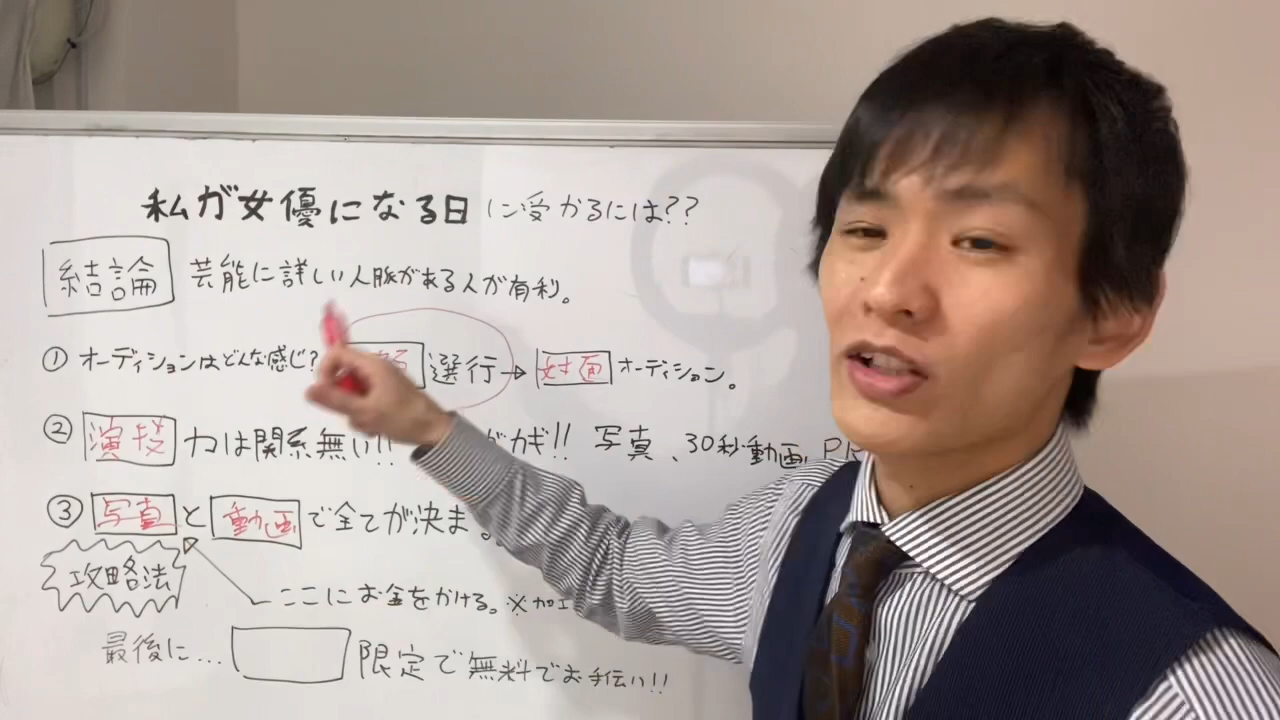 私が女優になる日に受かるには??
結論 芸能に詳しい人脈がある人が有利。
① オーディションはどんな感じ? 選行→対面オーディション。
② 演技力は関係無い!! カギ!! 写真、30秒動画、PR
③ 写真と動画で全てが決ま
攻略法
ここにお金をかける。※加工
最後に... 限定で無料でお手伝い!!